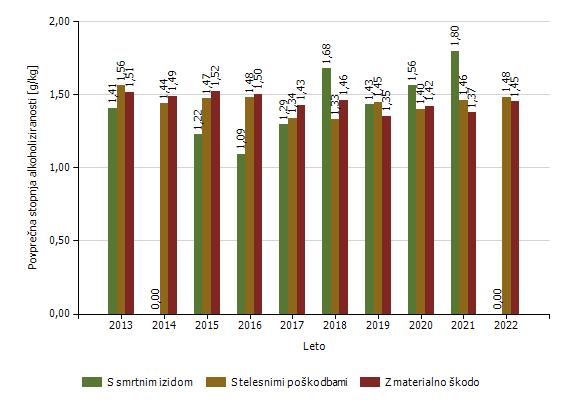 2,00
1,50
1,00
0,50
0,00
Povprečna stopnja alkoholiziranosti [g/kg]
1,41 1,56 1,51
0,00 1,44 1,49
1,22 1,47 1,52
1,09 1,48 1,50
1,29 1,34 1,43
1,68 1,33 1,46
1,43 1,45 1,35
1,56 1,40 1,42
1,80 1,46 1,37
0,00 1,48 1,45
2013 2014 2015 2016 2017 2018 2019 2020 2021 2022
Leto
S smrtnim izidom S telesnimi poškodbami Z materialno škodo